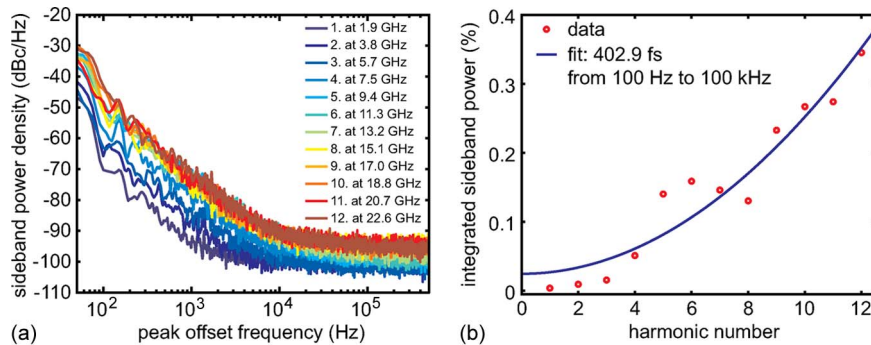 -20
-30
-40
-50
-60
-70
-80
-90
-100
-110
sideband power density (dBc/Hz)
1. at 1.9 GHz
2. at 3.8 GHz
3. at 5.7 GHz
4. at 7.5 GHz
5. at 9.4 GHz
6. at 11.3 GHz
7. at 13.2 GHz
8. at 15.1 GHz
9. at 17.0 GHz
10. at 18.8 GHz
11. at 20.7 GHz
12. at 22.6 GHz
10² 10³ 10⁴ 10⁵
peak offset frequency (Hz)
(a)
0.4
0.3
0.2
0.1
0
integrated sideband power (%)
data
fit: 402.9 fs
from 100 Hz to 100 kHz
0 2 4 6 8 10 12
harmonic number
(b)